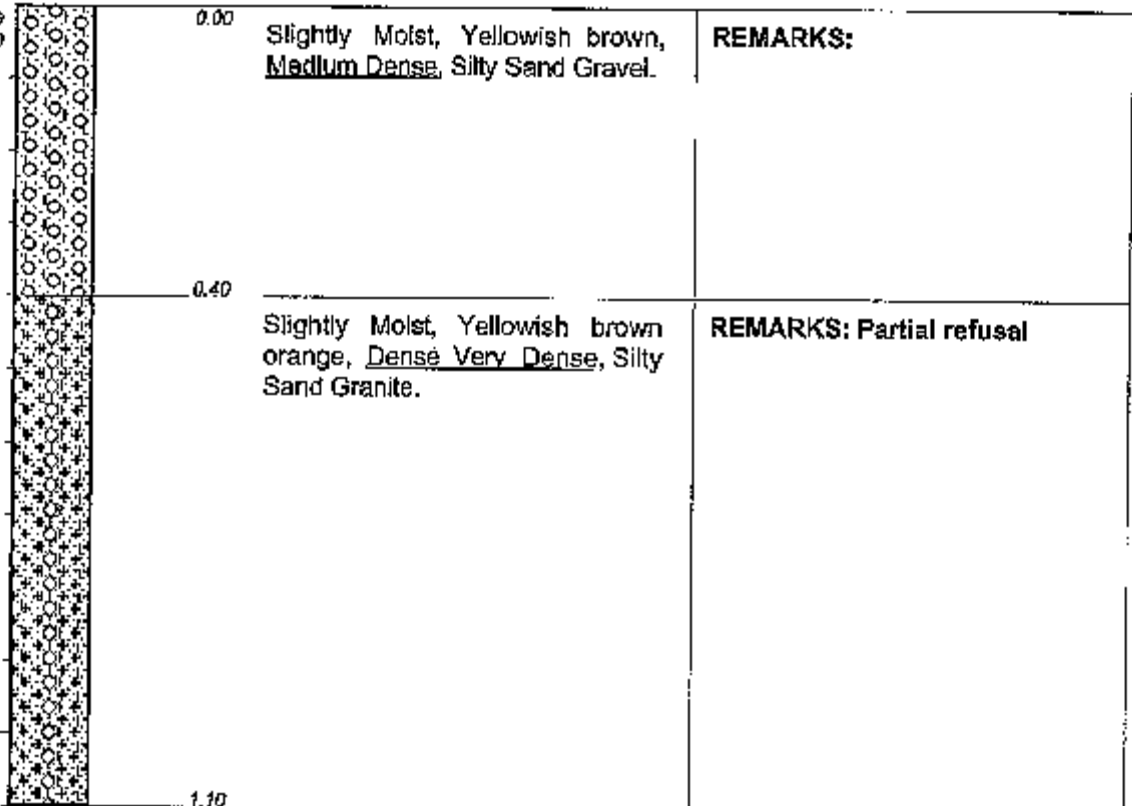 0.00
Slightly Moist, Yellowish brown,
Medium Dense, Silty Sand Gravel.
REMARKS:
0.40
Slightly Moist, Yellowish brown
orange, Dense Very Dense, Silty
Sand Granite.
REMARKS: Partial refusal
1.10